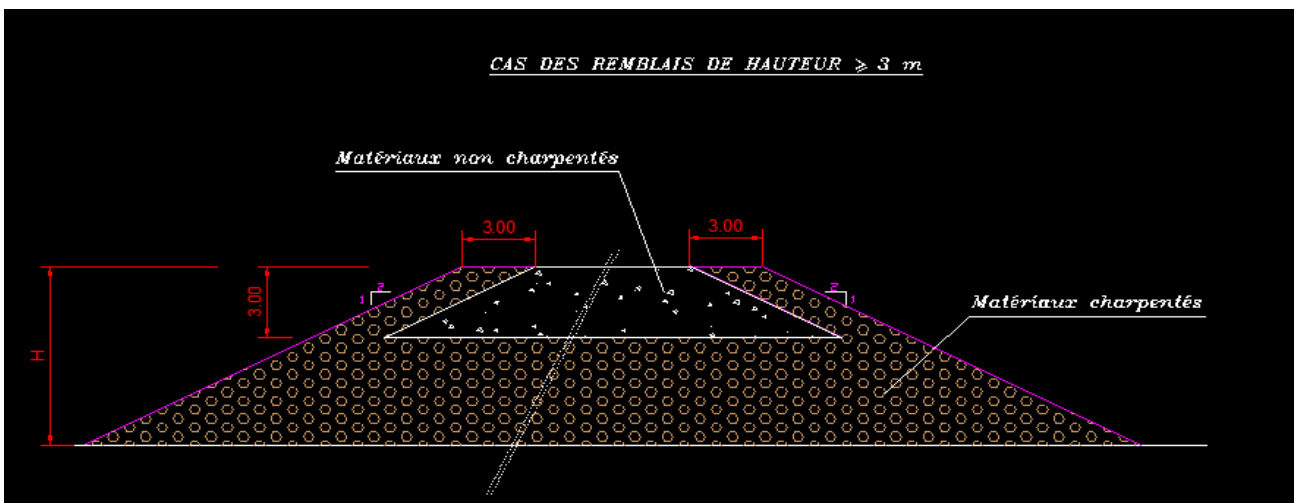 CAS DES REMBLAIS DE HAUTEUR ⩾ 3 m
Matériaux non charpentés
3.00
3.00
3.00
2
1
2
1
Matériaux charpentés
H